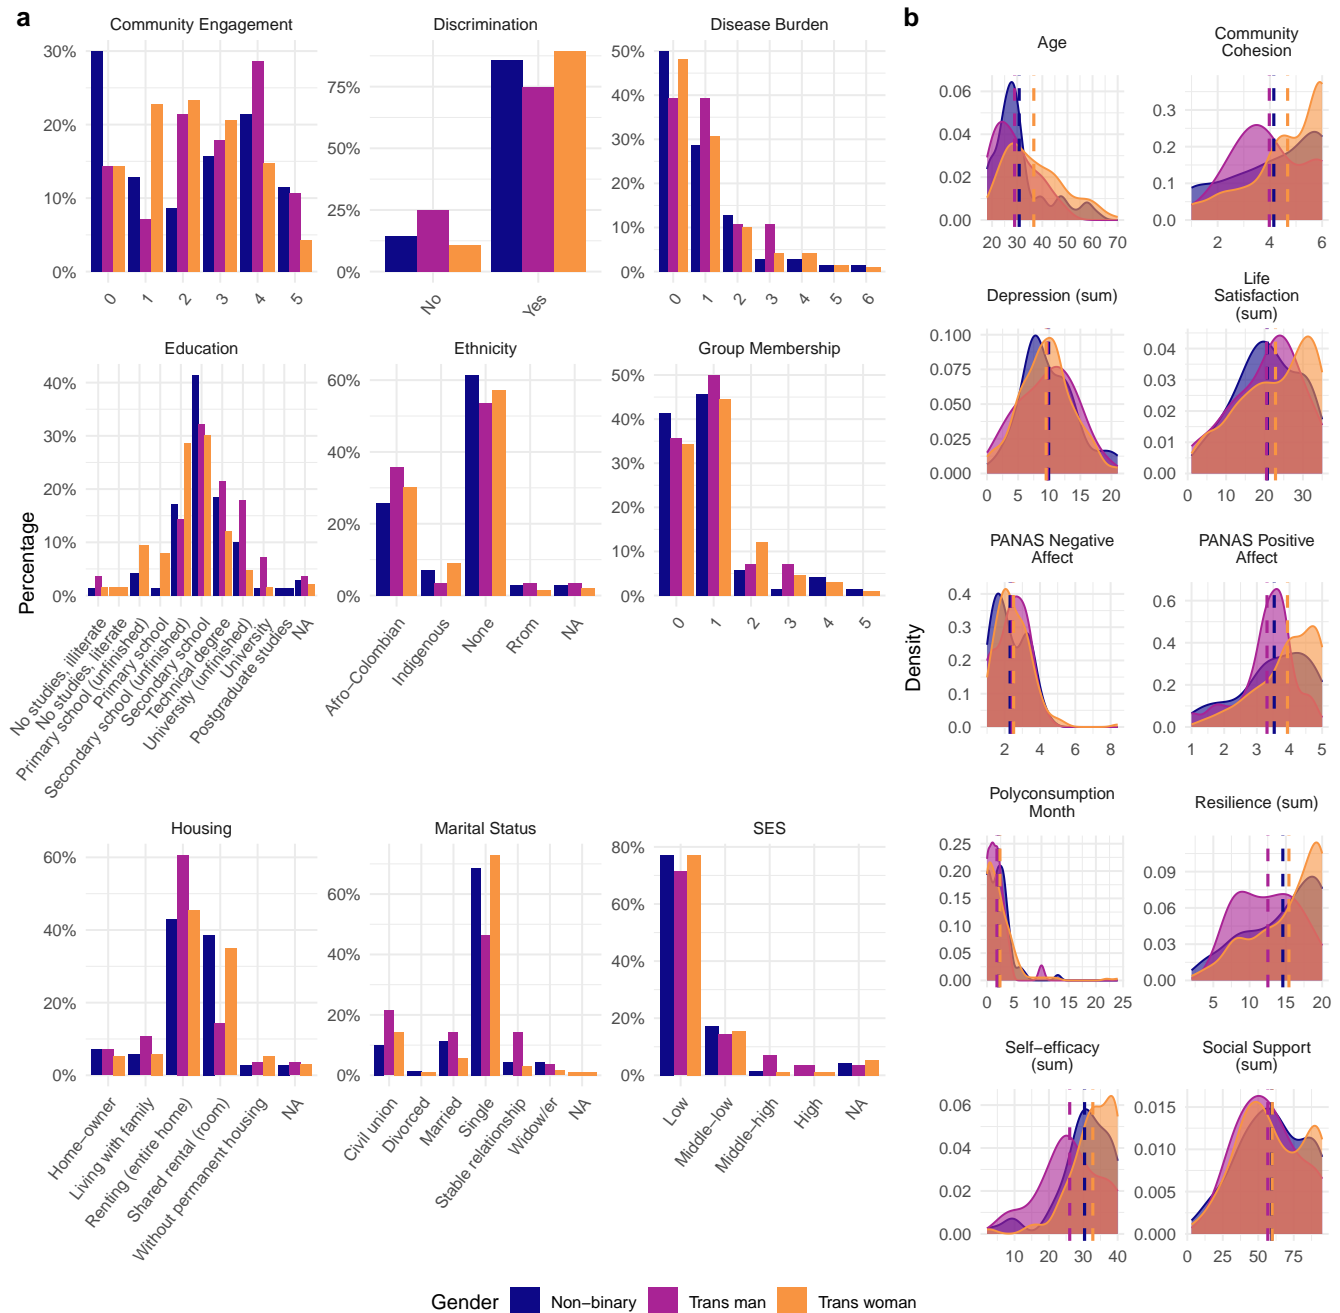 a
Community Engagement
30%
20%
10%
0%
0
1
2
3
4
5
Discrimination
75%
50%
25%
0%
No
Yes
Disease Burden
50%
40%
30%
20%
10%
0%
0
1
2
3
4
5
6
Education
40%
30%
20%
10%
0%
No studies, illiterate
No studies, literate
Primary school (unfinished)
Primary school
Secondary school (unfinished)
Secondary school
Technical degree
University (unfinished)
University
Postgraduate studies
NA
Ethnicity
60%
40%
20%
0%
Afro−Colombian
Indigenous
None
Rrom
NA
Group Membership
50%
40%
30%
20%
10%
0%
0
1
2
3
4
5
Percentage
Housing
60%
40%
20%
0%
Home−owner
Living with family
Renting (entire home)
Shared rental (room)
Without permanent housing
NA
Marital Status
60%
40%
20%
0%
Civil union
Divorced
Married
Single
Stable relationship
Widow/er
NA
SES
80%
60%
40%
20%
0%
Low
Middle−low
Middle−high
High
NA
b
Age
0.06
0.04
0.02
0.00
20 30 40 50 60 70
Community
Cohesion
0.3
0.2
0.1
0.0
2 4 6
Depression (sum)
0.100
0.075
0.050
0.025
0.000
0 5 10 15 20
Life
Satisfaction
(sum)
0.04
0.03
0.02
0.01
0.00
0 10 20 30
PANAS Negative
Affect
0.4
0.3
0.2
0.1
0.0
2 4 6 8
PANAS Positive
Affect
0.6
0.4
0.2
0.0
1 2 3 4 5
Density
Polyconsumption
Month
0.25
0.20
0.15
0.10
0.05
0.00
0 5 10 15 20 25
Resilience (sum)
0.09
0.06
0.03
0.00
5 10 15 20
Self−efficacy
(sum)
0.06
0.04
0.02
0.00
10 20 30 40
Social Support
(sum)
0.015
0.010
0.005
0.000
0 25 50 75
Gender Non−binary Trans man Trans woman